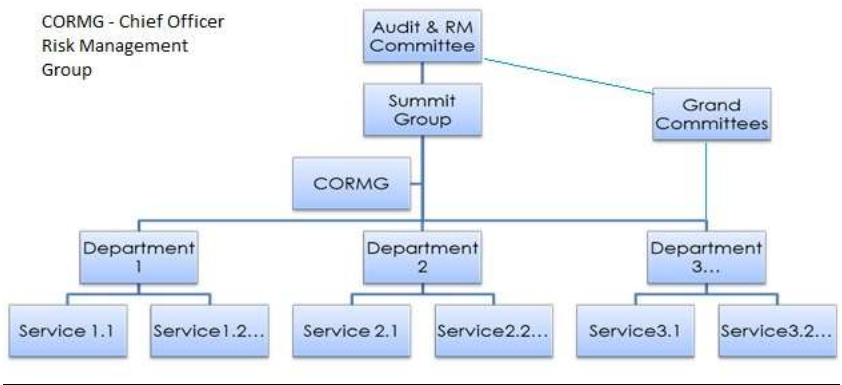 CORMG - Chief Officer
Risk Management
Group
Audit & RM
Committee
Summit
Group
Grand
Committees
CORMG
Department
1
Department
2
Department
3...
Service 1.1
Service1.2...
Service 2.1
Service2.2...
Service3.1
Service3.2...